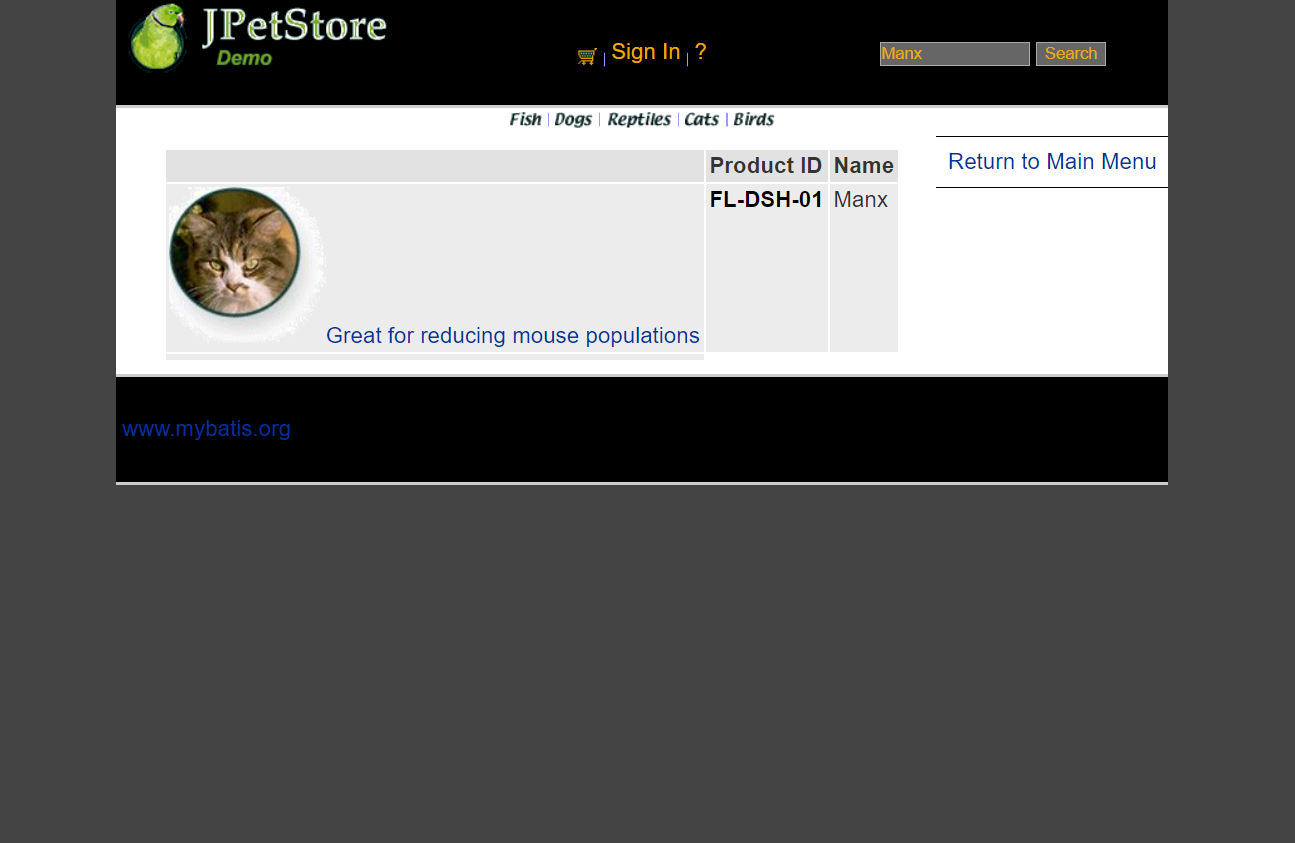 JPetStore
Demo
Sign In ?
Manx Search
Fish Dogs Reptiles Cats Birds
Return to Main Menu
Product ID Name
FL-DSH-01 Manx
Great for reducing mouse populations
www.mybatis.org